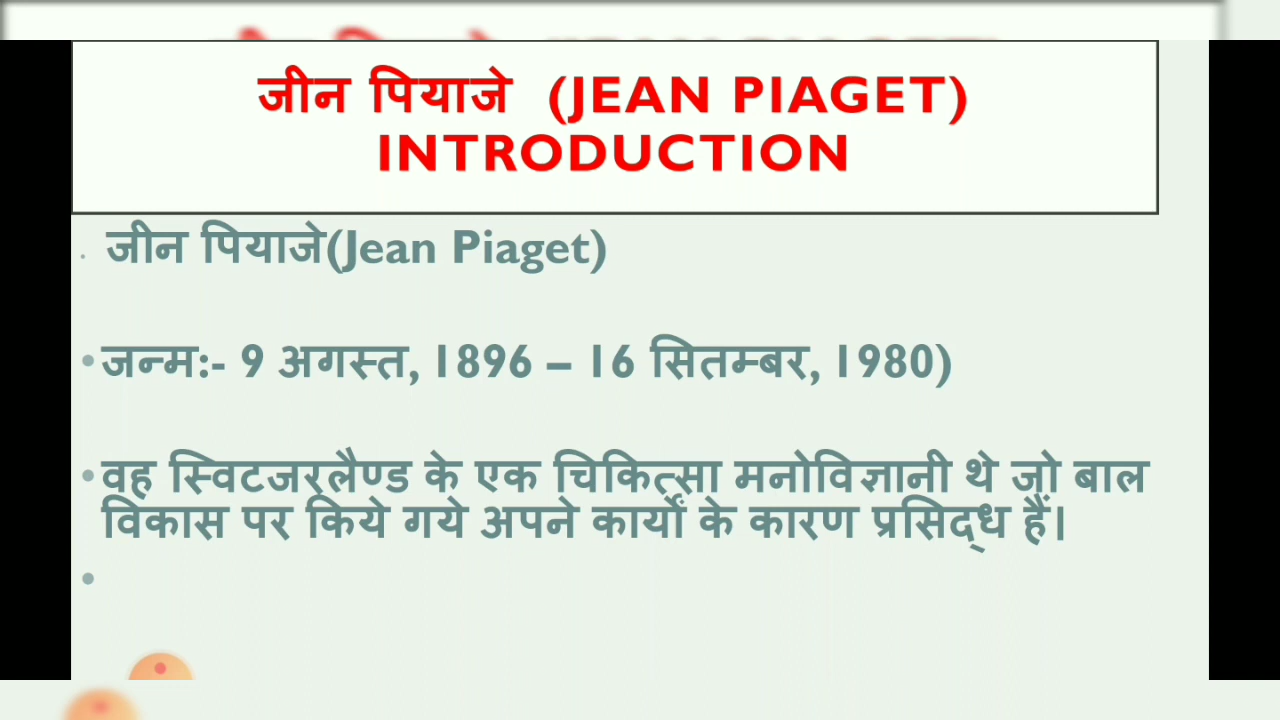 जीन पियाजे (JEAN PIAGET)
INTRODUCTION
जीन पियाजे(Jean Piaget)
जन्म:- 9 अगस्त, 1896 – 16 सितम्बर, 1980)
वह स्विटजरलैण्ड के एक चिकित्सा मनोविज्ञानी थे जो बाल
विकास पर किये गये अपने कार्यों के कारण प्रसिद्ध हैं।